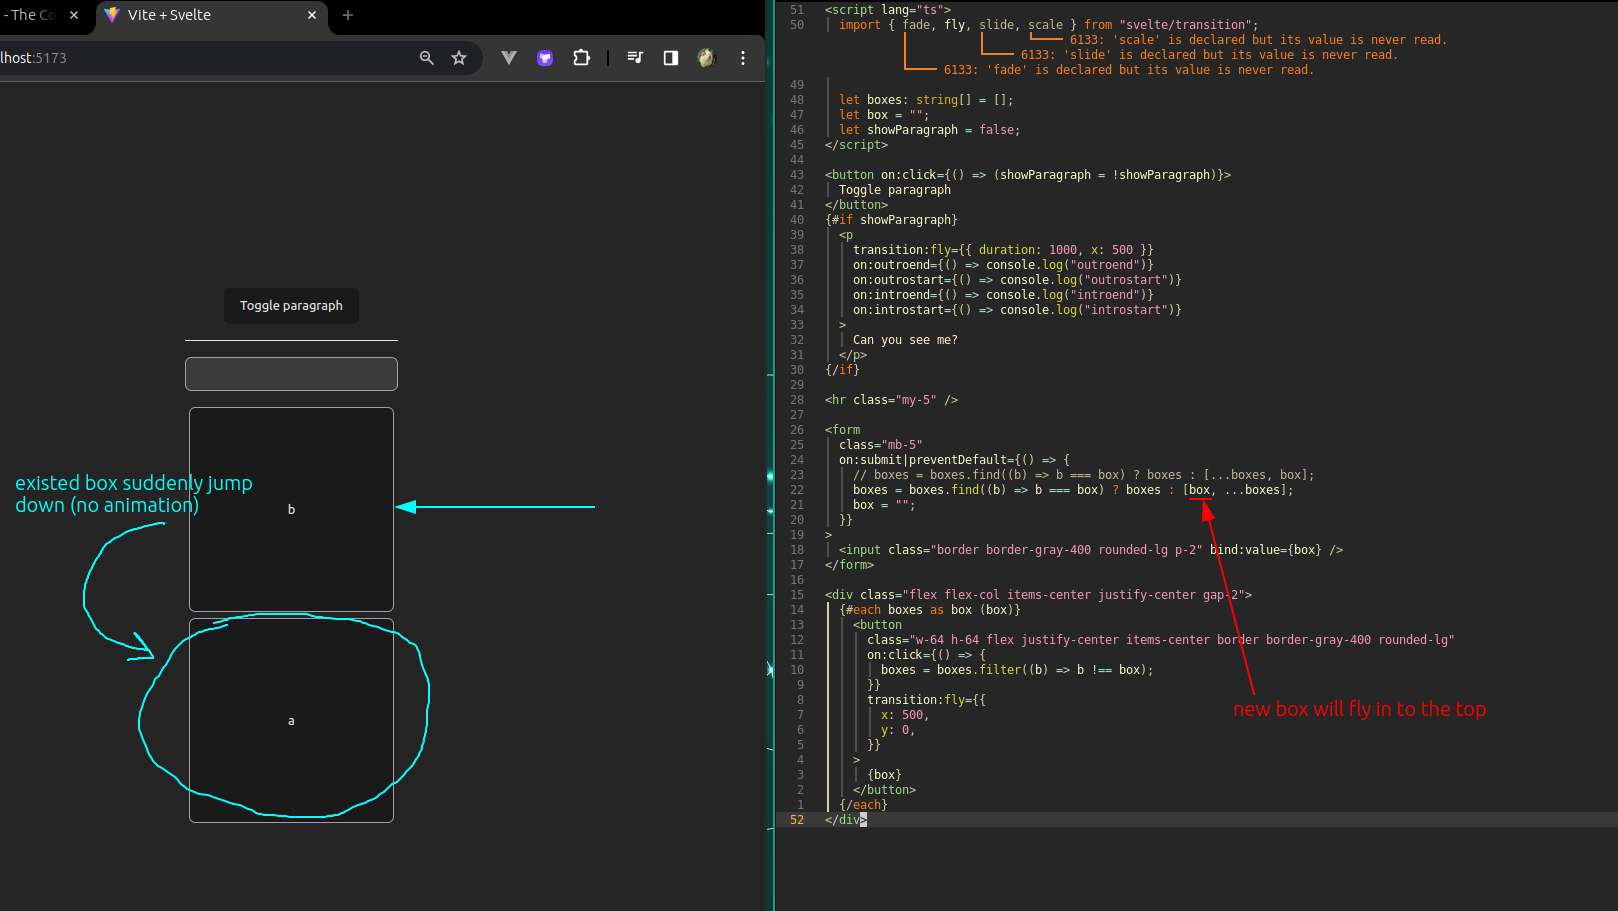 - The Co
Vite + Svelte
lhost:5173
Toggle paragraph
existed box suddenly jump
down (no animation)
b
a
51 <script lang="ts">
50 import { fade, fly, slide, scale } from "svelte/transition";
6133: 'scale' is declared but its value is never read.
6133: 'slide' is declared but its value is never read.
6133: 'fade' is declared but its value is never read.
49
48 let boxes: string[] = [];
47 let box = "";
46 let showParagraph = false;
45 </script>
44
43 <button on:click={() => (showParagraph = !showParagraph)}>
42 Toggle paragraph
41 </button>
40 {#if showParagraph}
39 <p
38 transition:fly={{ duration: 1000, x: 500 }}
37 on:outroend={() => console.log("outroend")}
36 on:outrostart={() => console.log("outrostart")}
35 on:introend={() => console.log("introend")}
34 on:introstart={() => console.log("introstart")}
33 >
32 Can you see me?
31 </p>
30 {/if}
29
28 <hr class="my-5" />
27
26 <form
25 class="mb-5"
24 on:submit|preventDefault={() => {
23 // boxes = boxes.find((b) => b === box) ? boxes : [...boxes, box];
22 boxes = boxes.find((b) => b === box) ? boxes : [box, ...boxes];
21 box = "";
20 }}
19 >
18 <input class="border border-gray-400 rounded-lg p-2" bind:value={box} />
17 </form>
16
15 <div class="flex flex-col items-center justify-center gap-2">
14 {#each boxes as box (box)}
13 <button
12 class="w-64 h-64 flex justify-center items-center border border-gray-400 rounded-lg"
11 on:click={() => {
10 boxes = boxes.filter((b) => b !== box);
9 }}
8 transition:fly={{
7 x: 500,
6 y: 0,
5 }}
4 >
3 {box}
2 </button>
1 {/each}
52 </div>
new box will fly in to the top